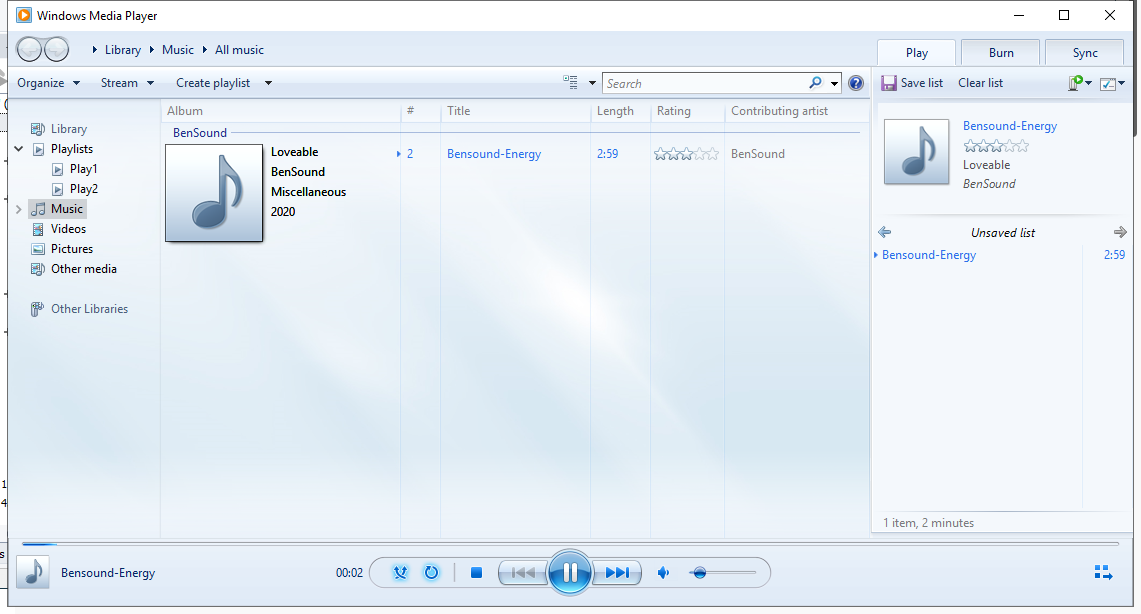 Windows Media Player
Library Music All music
Play Burn Sync
Organize Stream Create playlist
Search
Save list Clear list
Album # Title Length Rating Contributing artist
BenSound
Loveable
BenSound
Miscellaneous
2020
2 Bensound-Energy 2:59 BenSound
Library
Playlists
Play1
Play2
Music
Videos
Pictures
Other media
Other Libraries
Bensound-Energy
Loveable
BenSound
Unsaved list
Bensound-Energy 2:59
1 item, 2 minutes
Bensound-Energy 00:02